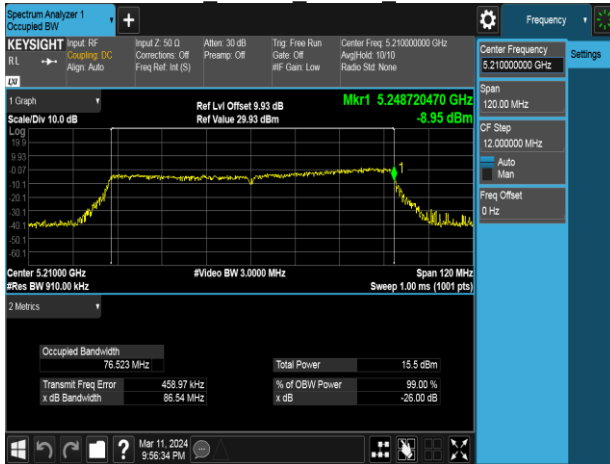 Spectrum Analyzer 1
Occupied BW
+
Frequency
KEYSIGHT Input: RF
Coupling: DC
Align: Auto
RL
LXI
Input Z: 50 Ω
Corrections: Off
Freq Ref: Int (S)
Atten: 30 dB
Preamp: Off
Trig: Free Run
Gate: Off
#IF Gain: Low
Center Freq: 5.210000000 GHz
Avg|Hold: 10/10
Radio Std: None
Center Frequency
5.210000000 GHz
Settings
Span
120.00 MHz
CF Step
12.000000 MHz
Auto
Man
Freq Offset
0 Hz
1 Graph
Scale/Div 10.0 dB
Ref Lvl Offset 9.93 dB
Ref Value 29.93 dBm
Mkr1 5.248720470 GHz
-8.95 dBm
Log
19.9
9.93
-0.07
-10.1
-20.1
-30.1
-40.1
-50.1
-60.1
1
Center 5.21000 GHz
#Video BW 3.0000 MHz
Span 120 MHz
#Res BW 910.00 kHz
Sweep 1.00 ms (1001 pts)
2 Metrics
Occupied Bandwidth
76.523 MHz
Total Power 15.5 dBm
Transmit Freq Error 458.97 kHz
% of OBW Power 99.00 %
x dB Bandwidth 86.54 MHz
x dB -26.00 dB
?
Mar 11, 2024
9:56:34 PM